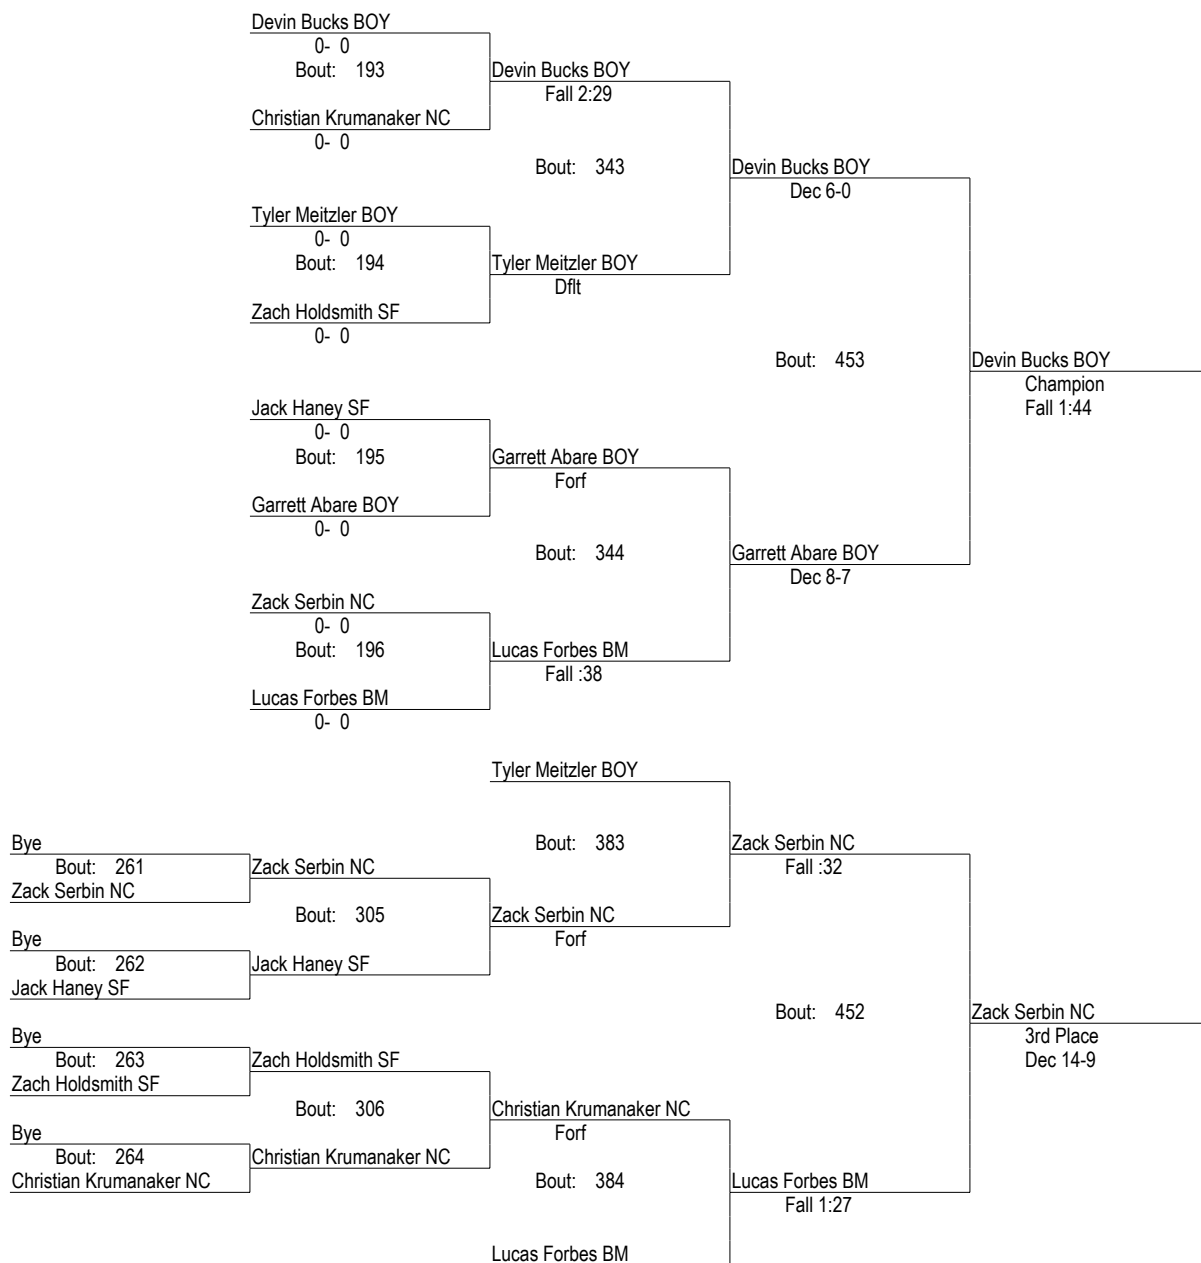 Devin Bucks BOY
0- 0
Bout: 193
Devin Bucks BOY
Fall 2:29
Christian Krumanaker NC
0- 0
Bout: 343
Devin Bucks BOY
Dec 6-0
Tyler Meitzler BOY
0- 0
Bout: 194
Tyler Meitzler BOY
Dflt
Zach Holdsmith SF
0- 0
Bout: 453
Devin Bucks BOY
Champion
Fall 1:44
Jack Haney SF
0- 0
Bout: 195
Garrett Abare BOY
Forf
Garrett Abare BOY
0- 0
Bout: 344
Garrett Abare BOY
Dec 8-7
Zack Serbin NC
0- 0
Bout: 196
Lucas Forbes BM
Fall :38
Lucas Forbes BM
0- 0
Tyler Meitzler BOY
Bout: 383
Zack Serbin NC
Fall :32
Bye
Bout: 261
Zack Serbin NC
Zack Serbin NC
Bout: 305
Zack Serbin NC
Forf
Bye
Bout: 262
Jack Haney SF
Jack Haney SF
Bout: 452
Zack Serbin NC
3rd Place
Dec 14-9
Bye
Bout: 263
Zach Holdsmith SF
Zach Holdsmith SF
Bout: 306
Christian Krumanaker NC
Forf
Bye
Bout: 264
Christian Krumanaker NC
Christian Krumanaker NC
Bout: 384
Lucas Forbes BM
Fall 1:27
Lucas Forbes BM